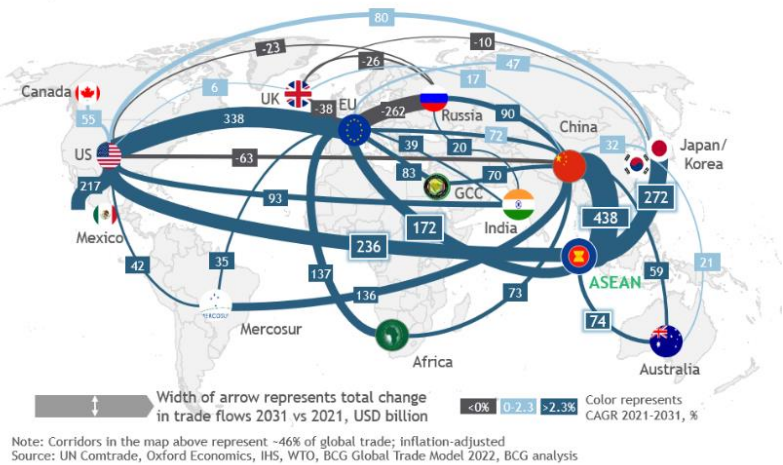 80
-23
-10
-26
47
6
17
Canada
UK
-38
EU
-262
Russia
90
China
55
338
72
32
Japan/
Korea
US
-63
39
20
217
93
83
GCC
70
India
272
Mexico
172
438
236
ASEAN
42
35
137
136
73
59
21
MERCOSUR
Mercosur
74
Africa
Australia
Width of arrow represents total change
in trade flows 2031 vs 2021, USD billion
<0% 0-2.3 >2.3%
Color represents
CAGR 2021-2031, %
Note: Corridors in the map above represent ~46% of global trade; inflation-adjusted
Source: UN Comtrade, Oxford Economics, IHS, WTO, BCG Global Trade Model 2022, BCG analysis